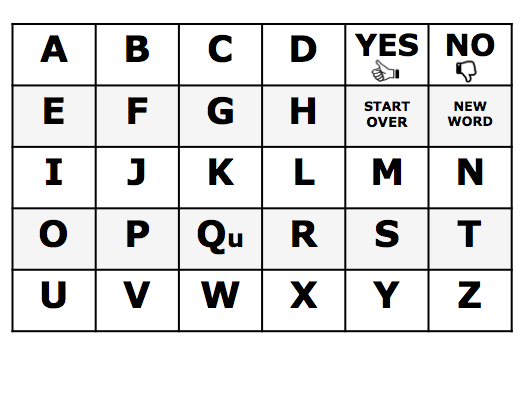 A B C D YES NO
E F G H START OVER NEW WORD
I J K L M N
O P Qu R S T
U V W X Y Z